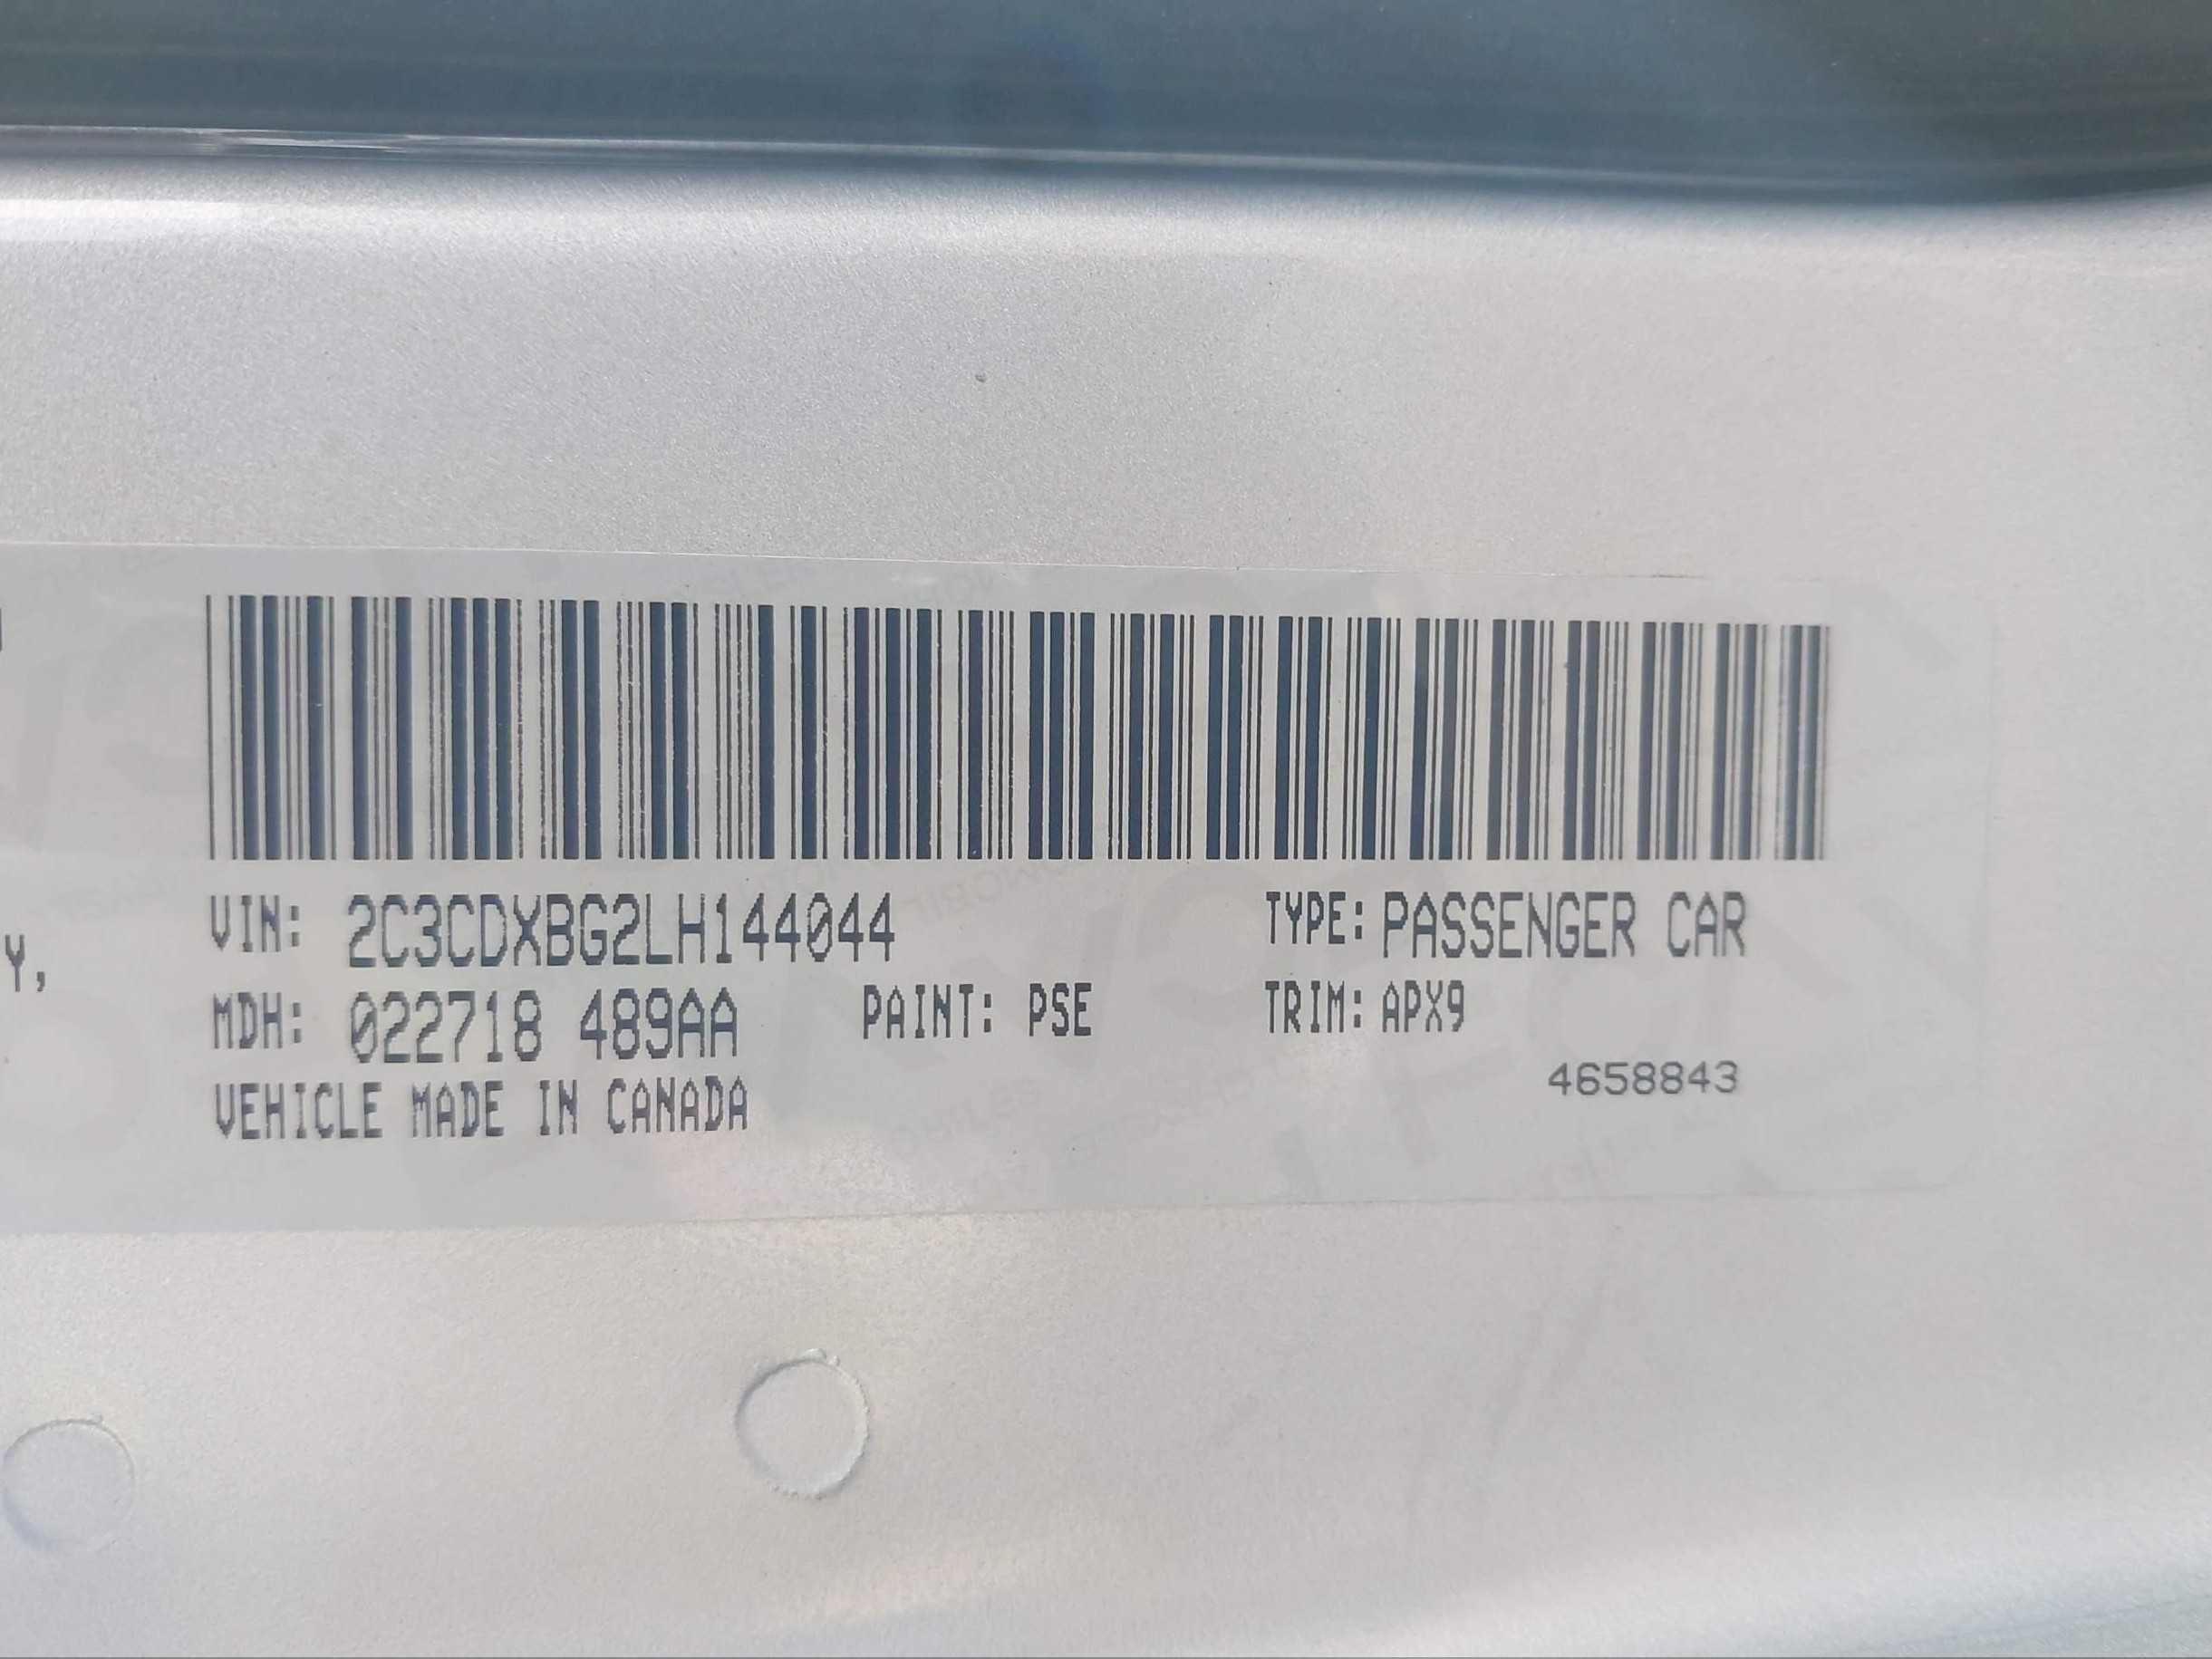 VIN: 2C3CDXBG2LH144044 TYPE: PASSENGER CAR
Y,
MDH: 022718 489AA PAINT: PSE TRIM: APX9
4658843
VEHICLE MADE IN CANADA